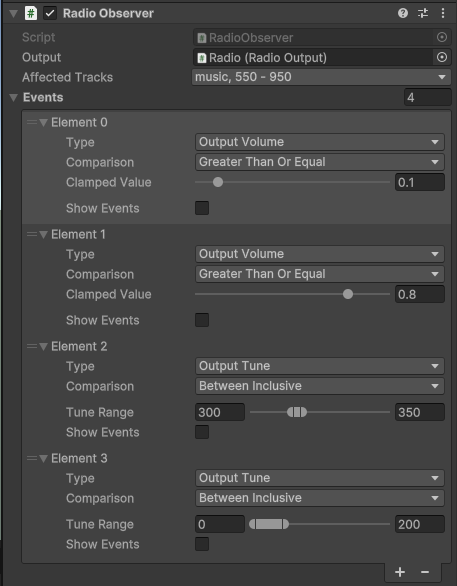 Radio Observer
Script RadioObserver
Output Radio (Radio Output)
Affected Tracks music, 550 - 950
Events 4
Element 0
Type Output Volume
Comparison Greater Than Or Equal
Clamped Value 0.1
Show Events
Element 1
Type Output Volume
Comparison Greater Than Or Equal
Clamped Value 0.8
Show Events
Element 2
Type Output Tune
Comparison Between Inclusive
Tune Range 300 350
Show Events
Element 3
Type Output Tune
Comparison Between Inclusive
Tune Range 0 200
Show Events
+ −